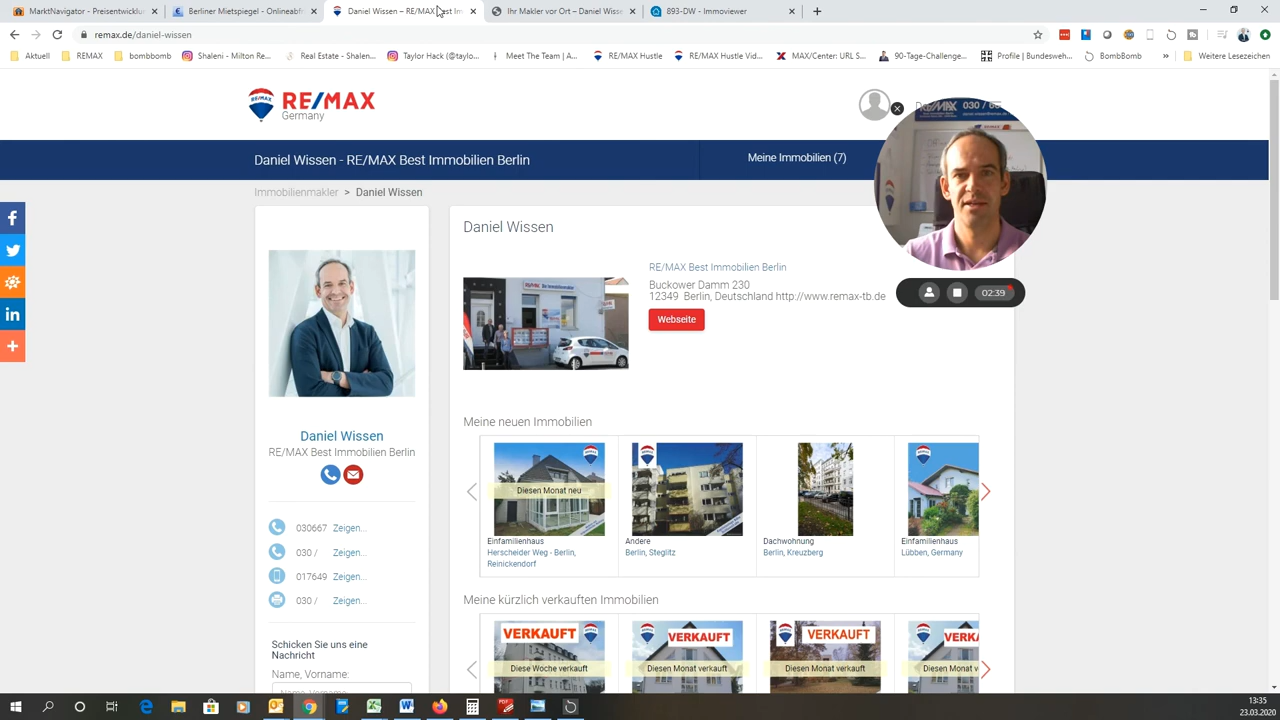 MarktNavigator – Preisentwicklun
Berliner Mietspiegel - Onlineabf
Daniel Wissen – RE/MAX Best Im
Ihr Makler vor Ort – Daniel Wisse
893-DW - Immoviewer
remax.de/daniel-wissen
Aktuell
REMAX
bombbomb
Shaleni - Milton Re...
Real Estate - Shalen...
Taylor Hack (@taylo...
Meet The Team | A...
RE/MAX Hustle
RE/MAX Hustle Vid...
MAX/Center: URL S...
90-Tage-Challenge...
Profile | Bundesweh...
BombBomb
»
Weitere Lesezeichen
RE/MAX
Germany
Daniel Wissen - RE/MAX Best Immobilien Berlin
Meine Immobilien (7)
Immobilienmakler > Daniel Wissen
Daniel Wissen
RE/MAX Best Immobilien Berlin
Buckower Damm 230
12349 Berlin, Deutschland http://www.remax-tb.de
Webseite
02:39
Daniel Wissen
RE/MAX Best Immobilien Berlin
030667 Zeigen...
030 / Zeigen...
017649 Zeigen...
030 / Zeigen...
Schicken Sie uns eine
Nachricht
Name, Vorname:
Name, Vorname:
Meine neuen Immobilien
Diesen Monat neu
Einfamilienhaus
Herscheider Weg - Berlin,
Reinickendorf
Andere
Berlin, Steglitz
Dachwohnung
Berlin, Kreuzberg
Einfamilienhaus
Lübben, Germany
Meine kürzlich verkauften Immobilien
VERKAUFT
Diese Woche verkauft
VERKAUFT
Diesen Monat verkauft
VERKAUFT
Diesen Monat verkauft
VERKA
Diesen Monat v
13:35
23.03.2020